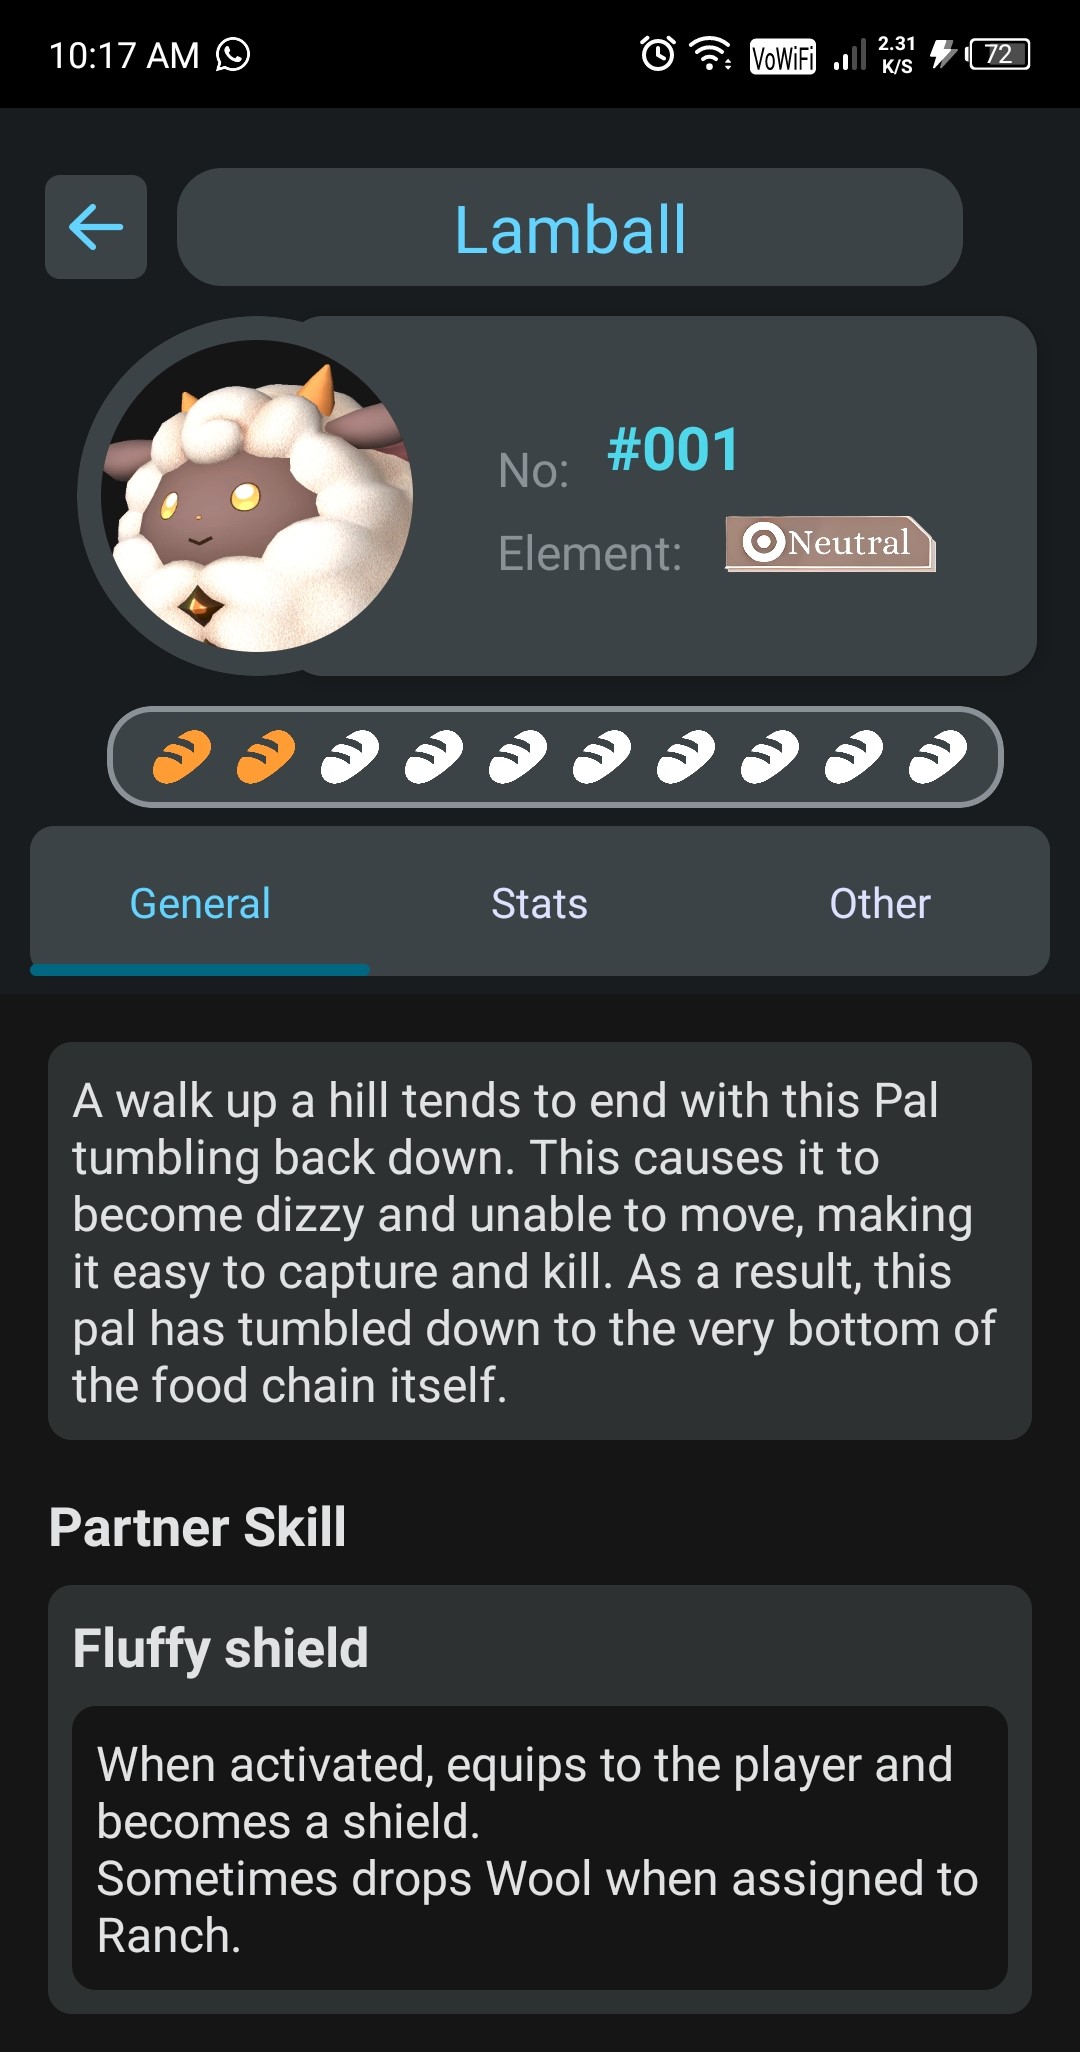 10:17 AM
VoWiFi 2.31 K/S 72
Lamball
No: #001
Element: Neutral
General Stats Other
A walk up a hill tends to end with this Pal
tumbling back down. This causes it to
become dizzy and unable to move, making
it easy to capture and kill. As a result, this
pal has tumbled down to the very bottom of
the food chain itself.
Partner Skill
Fluffy shield
When activated, equips to the player and
becomes a shield.
Sometimes drops Wool when assigned to
Ranch.